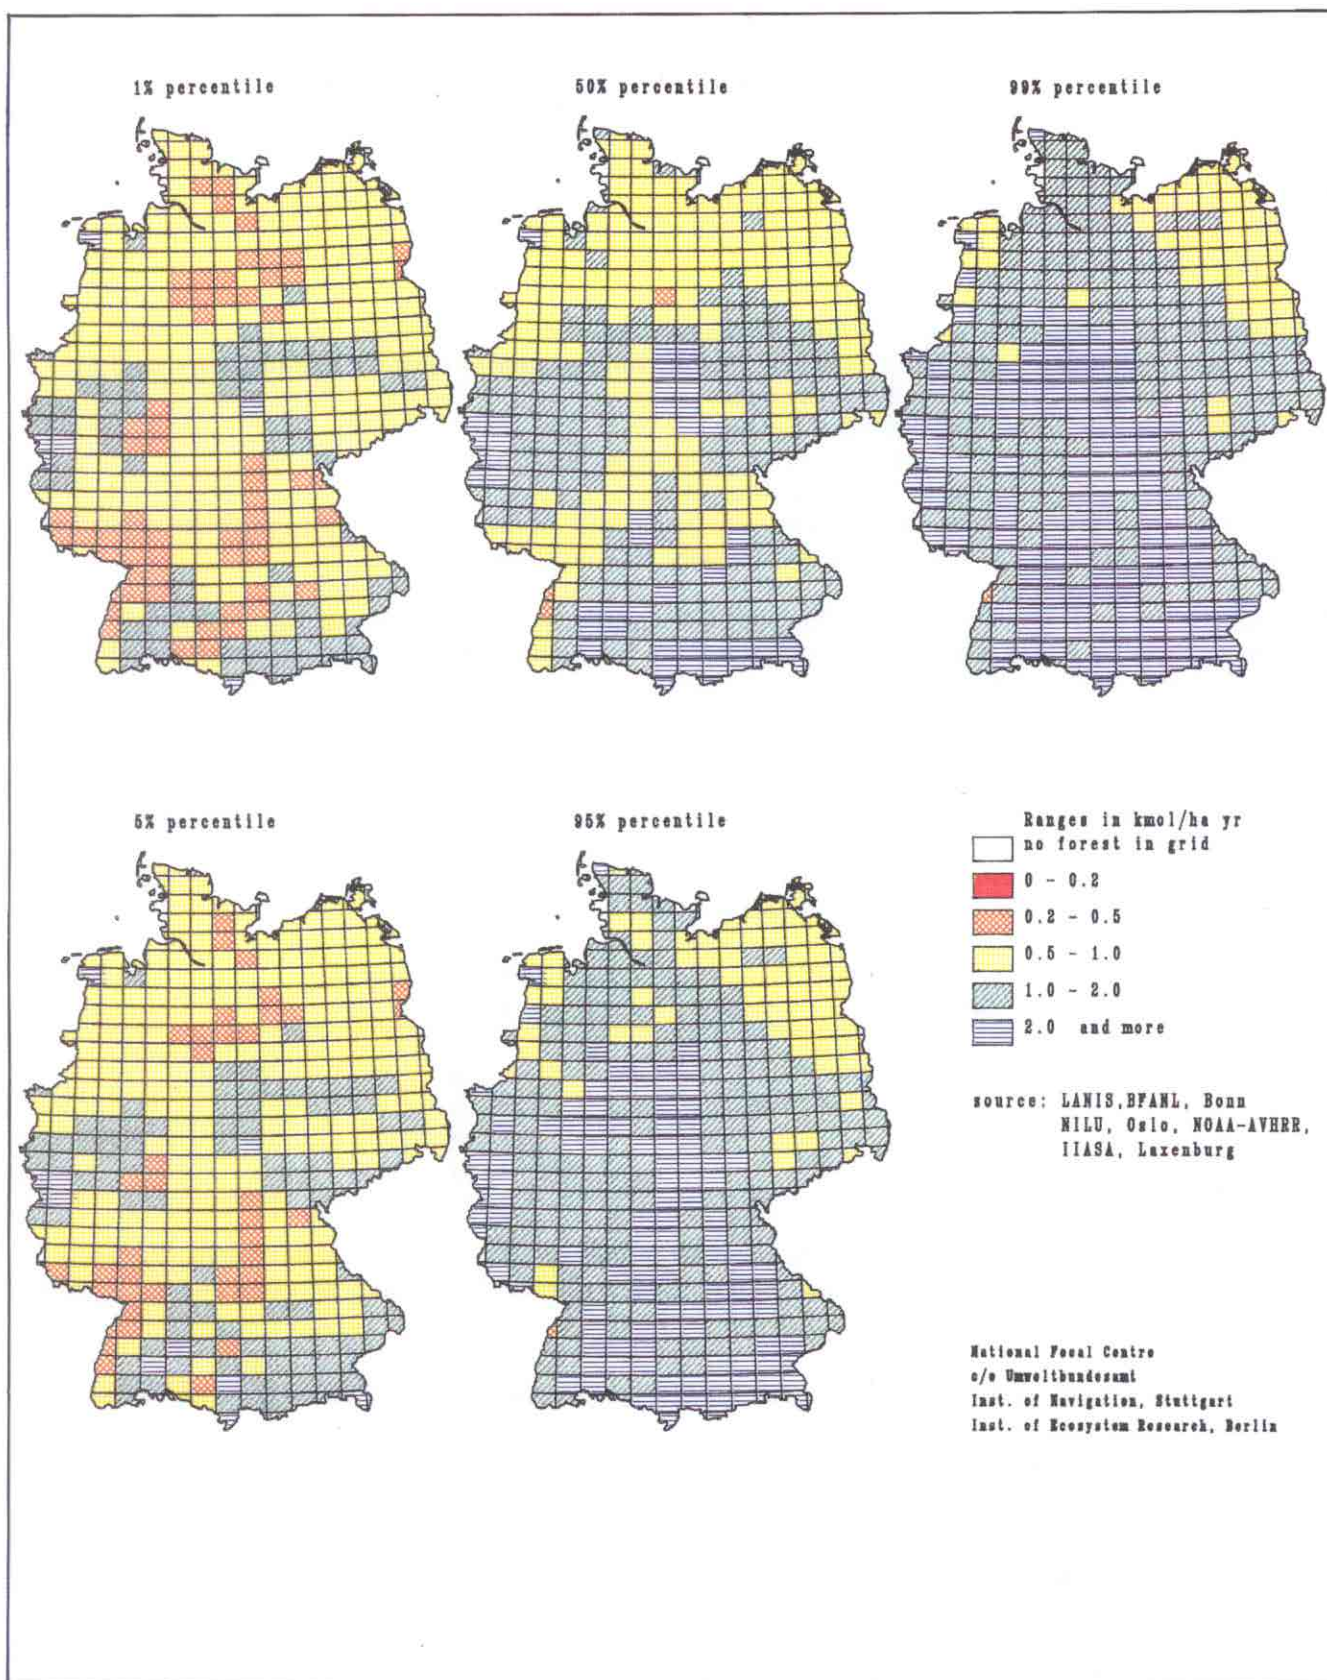 1% percentile
50% percentile
99% percentile
5% percentile
95% percentile
Ranges in kmol/ha yr
no forest in grid
0 - 0.2
0.2 - 0.5
0.5 - 1.0
1.0 - 2.0
2.0 and more
source: LANIS,BFANL, Bonn
NILU, Oslo, NOAA-AVHRR,
IIASA, Laxenburg
National Focal Centre
c/o Umweltbundesamt
Inst. of Navigation, Stuttgart
Inst. of Ecosystem Research, Berlin